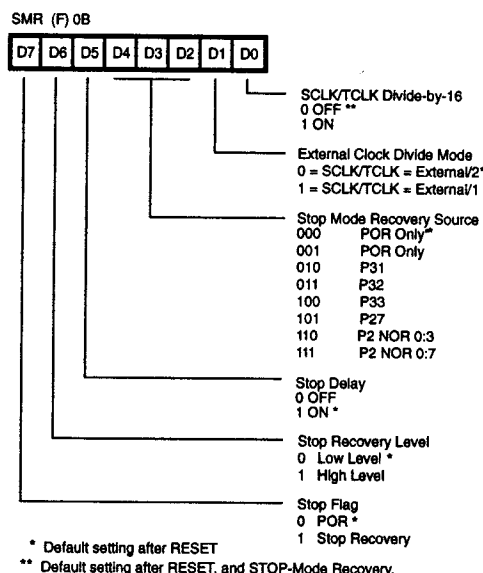 SMR (F) 0B
D7 D6 D5 D4 D3 D2 D1 D0
SCLK/TCLK Divide-by-16
0 OFF **
1 ON
External Clock Divide Mode
0 = SCLK/TCLK = External/2*
1 = SCLK/TCLK = External/1
Stop Mode Recovery Source
000 POR Only**
001 POR Only
010 P31
011 P32
100 P33
101 P27
110 P2 NOR 0:3
111 P2 NOR 0:7
Stop Delay
0 OFF
1 ON *
Stop Recovery Level
0 Low Level *
1 High Level
Stop Flag
0 POR *
1 Stop Recovery
* Default setting after RESET
** Default setting after RESET, and STOP-Mode Recovery.